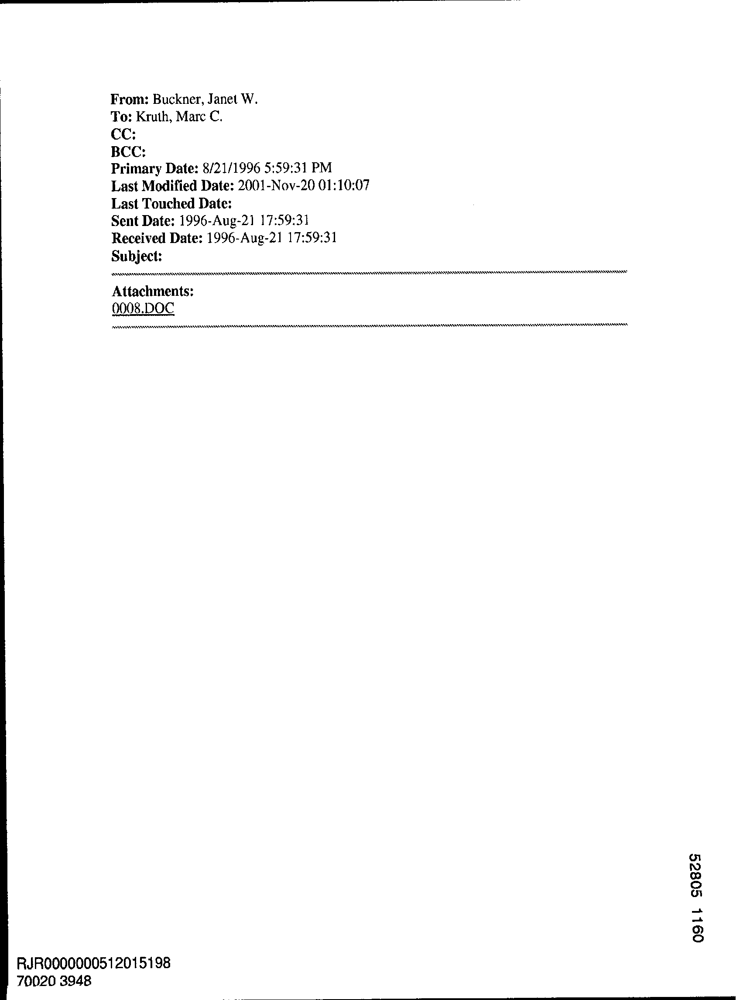 From: Buckner, Janet W.
To: Kruth, Marc C.
CC:
BCC:
Primary Date: 8/21/1996 5:59:31 PM
Last Modified Date: 2001-Nov-20 01:10:07
Last Touched Date:
Sent Date: 1996-Aug-21 17:59:31
Received Date: 1996-Aug-21 17:59:31
Subject:
Attachments:
0008.DOC
52805 1160
RJR0000000512015198
70020 3948